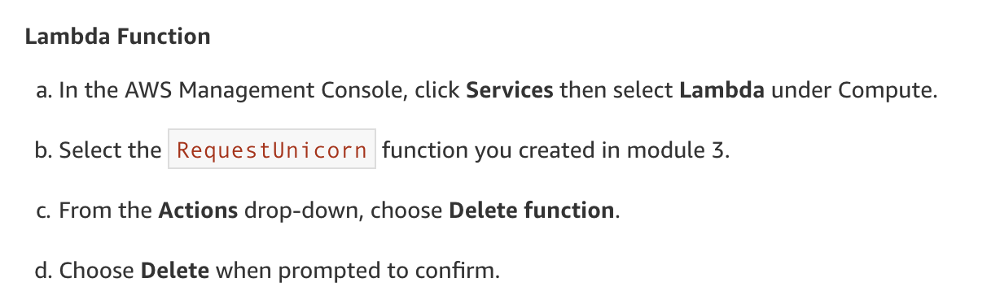 Lambda Function
a. In the AWS Management Console, click Services then select Lambda under Compute.
b. Select the RequestUnicorn function you created in module 3.
c. From the Actions drop-down, choose Delete function.
d. Choose Delete when prompted to confirm.